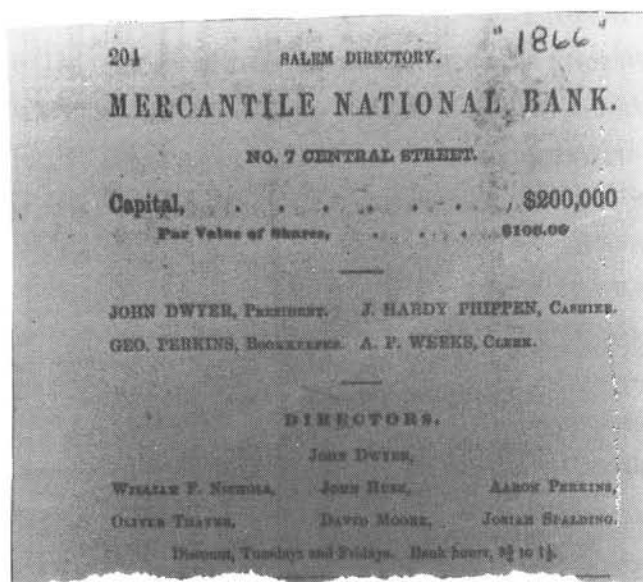 204 SALEM DIRECTORY. "1866"
MERCANTILE NATIONAL BANK.
NO. 7 CENTRAL STREET.
Capital, . . . . . . . $200,000
Par Value of Shares, . . . . $100.00
JOHN DWYER, PRESIDENT. J. HARDY PHIPPEN, CASHIER.
GEO. PERKINS, BOOKKEEPER. A. P. WEEKS, CLERK.
DIRECTORS.
JOHN DWYER,
WILLIAM F. NICHOLS, JOHN HUSE, AARON PERKINS,
OLIVER THAYER, DAVID MOORE, JOSIAH SPALDING.
Discount, Tuesdays and Fridays. Bank hours, to